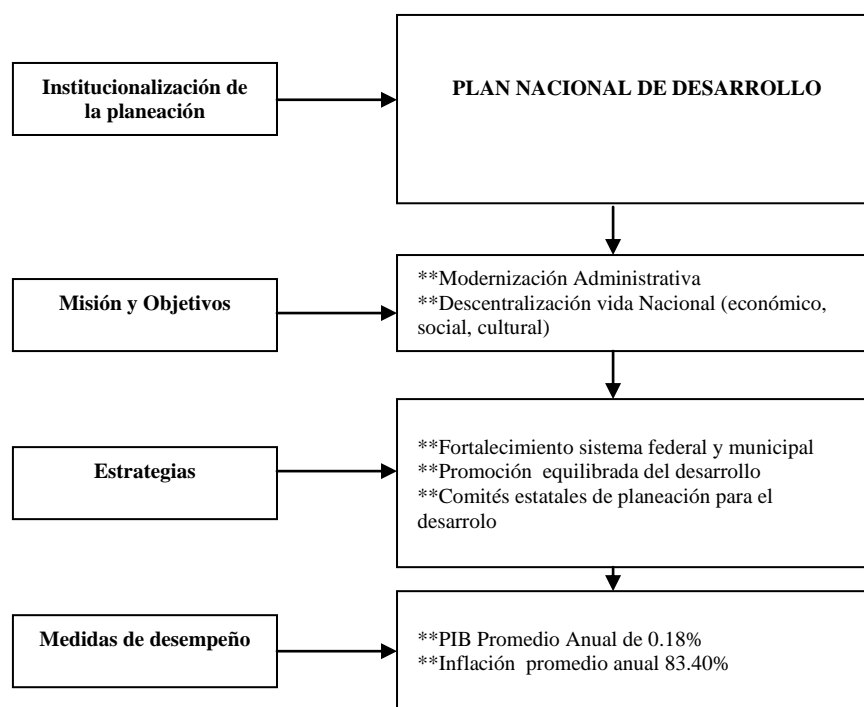 Institucionalización de
la planeación
PLAN NACIONAL DE DESARROLLO
Misión y Objetivos
**Modernización Administrativa
**Descentralización vida Nacional (económico,
social, cultural)
Estrategias
**Fortalecimiento sistema federal y municipal
**Promoción equilibrada del desarrollo
**Comités estatales de planeación para el
desarrolo
Medidas de desempeño
**PIB Promedio Anual de 0.18%
**Inflación promedio anual 83.40%